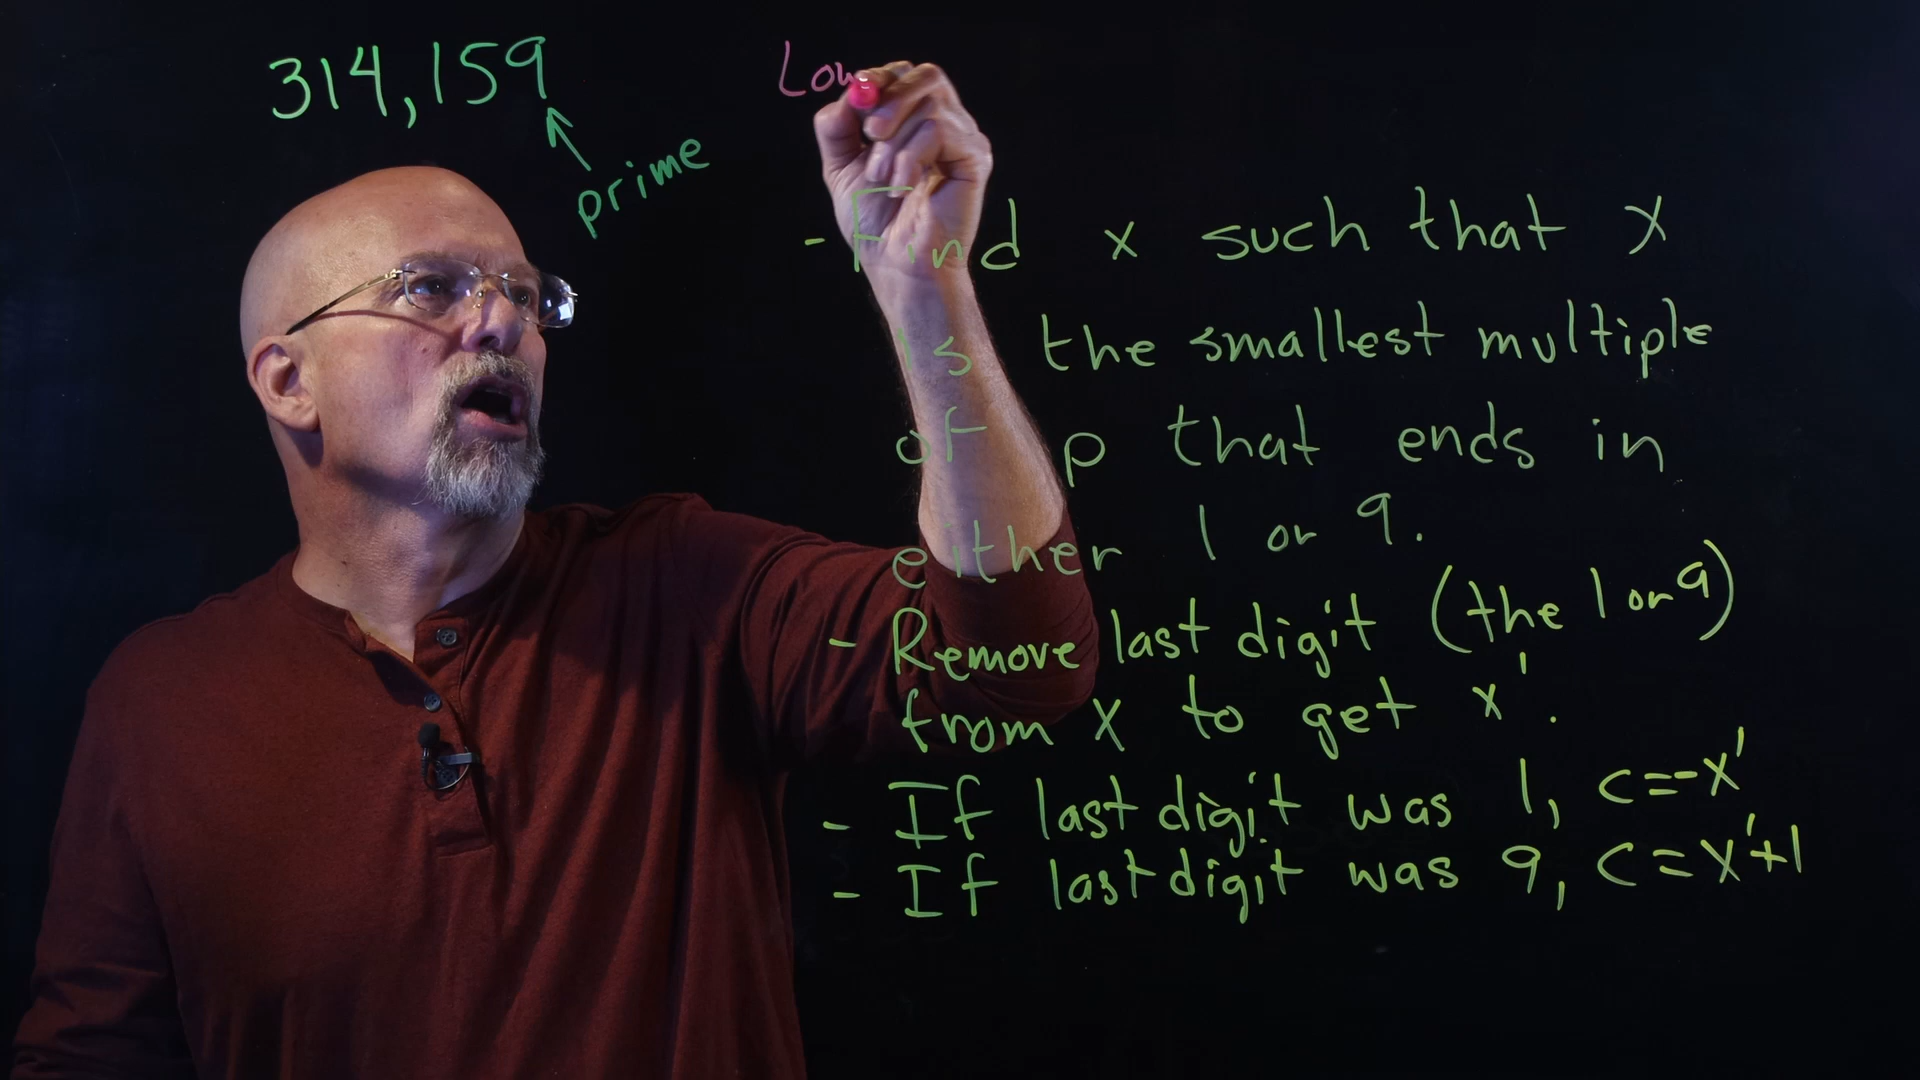 314,159
prime
Low
- Find x such that x
is the smallest multiple
of p that ends in
either 1 or 9.
- Remove last digit (the 1 or 9)
from x to get x'.
- If last digit was 1, c=-x'
- If last digit was 9, c=x'+1